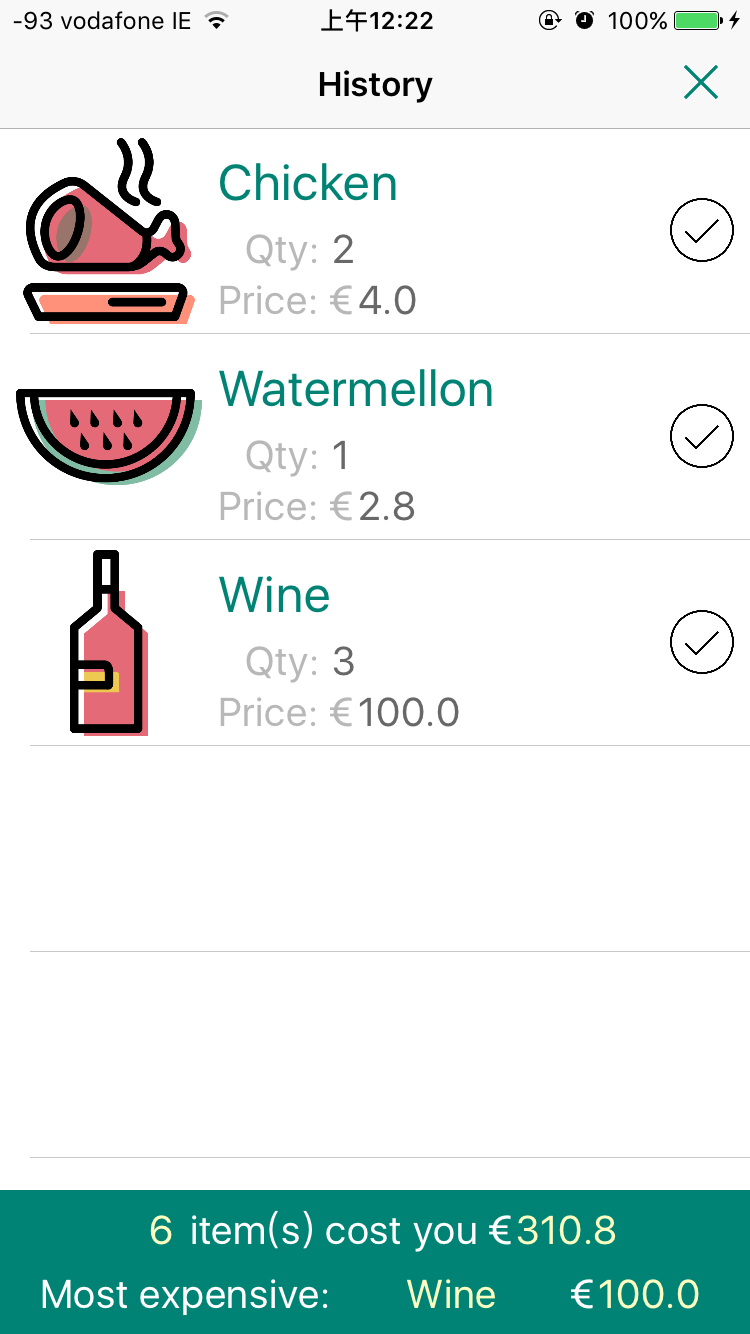 -93 vodafone IE 上午12:22 100%
History
Chicken
Qty: 2
Price: €4.0
Watermellon
Qty: 1
Price: €2.8
Wine
Qty: 3
Price: €100.0
6 item(s) cost you €310.8
Most expensive: Wine €100.0